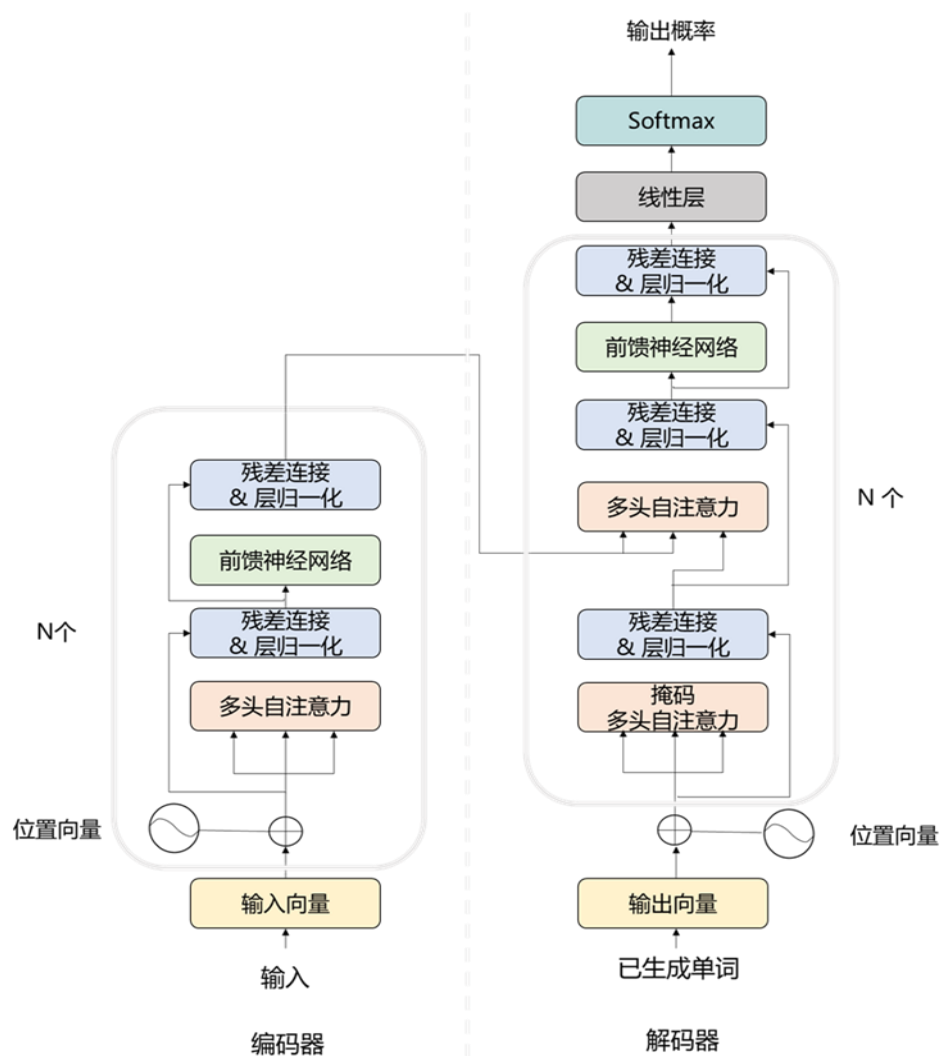 输出概率
Softmax
线性层
残差连接
& 层归一化
前馈神经网络
残差连接
& 层归一化
多头自注意力
N 个
残差连接
& 层归一化
掩码
多头自注意力
位置向量
输出向量
已生成单词
解码器
残差连接
& 层归一化
前馈神经网络
N个
残差连接
& 层归一化
多头自注意力
位置向量
输入向量
输入
编码器